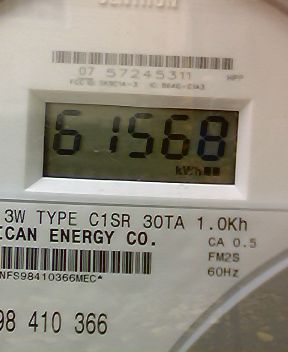 07 57245311 HPP
61568
kWh
3W TYPE C1SR 30TA 1.0Kh
ICAN ENERGY CO.
CA 0.5
FM2S
60Hz
NFS98410366MEC*
98 410 366